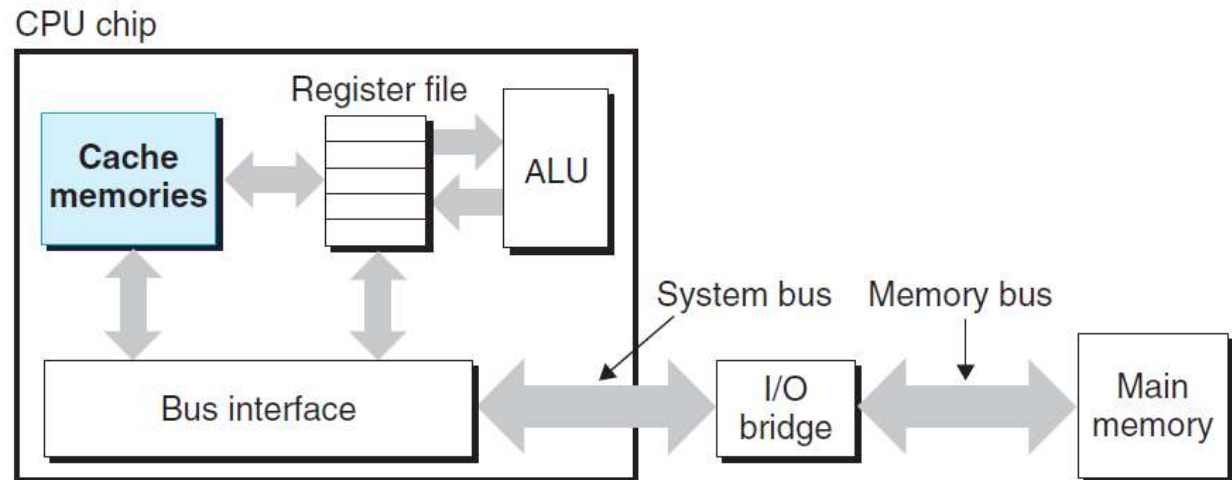 CPU chip
Register file
Cache
memories
ALU
System bus
Memory bus
Bus interface
I/O
bridge
Main
memory